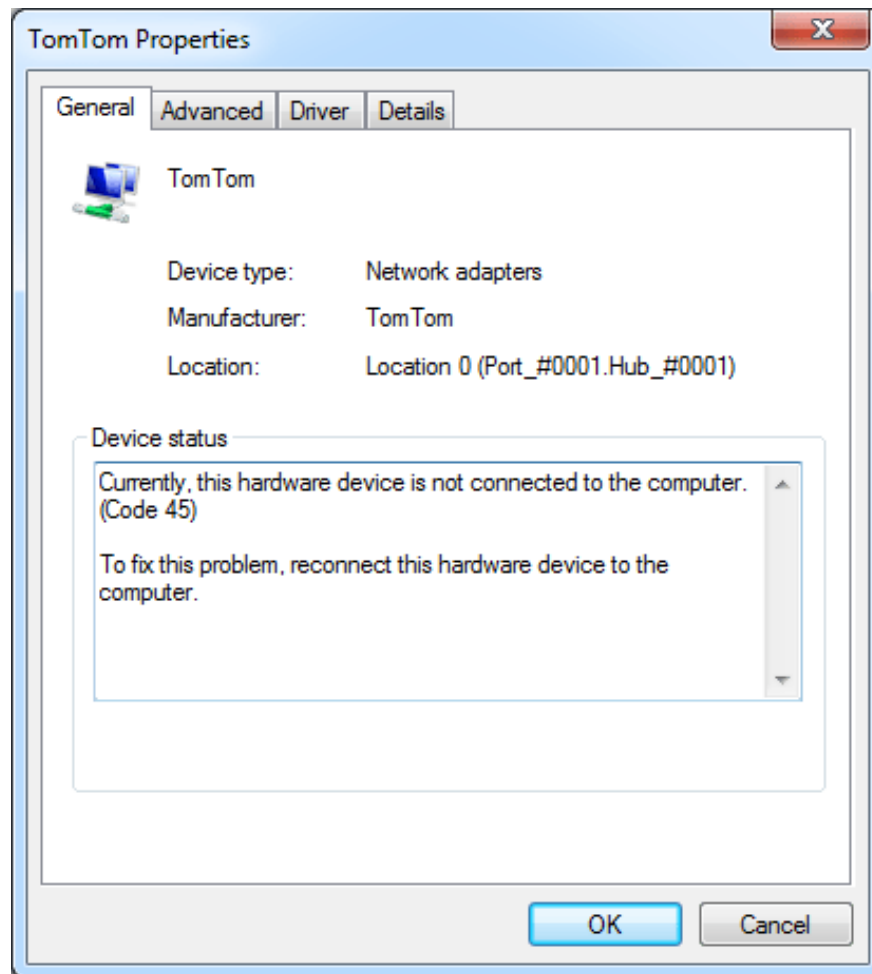 TomTom Properties
General Advanced Driver Details
TomTom
Device type: Network adapters
Manufacturer: TomTom
Location: Location 0 (Port_#0001.Hub_#0001)
Device status
Currently, this hardware device is not connected to the computer.
(Code 45)
To fix this problem, reconnect this hardware device to the
computer.
OK Cancel